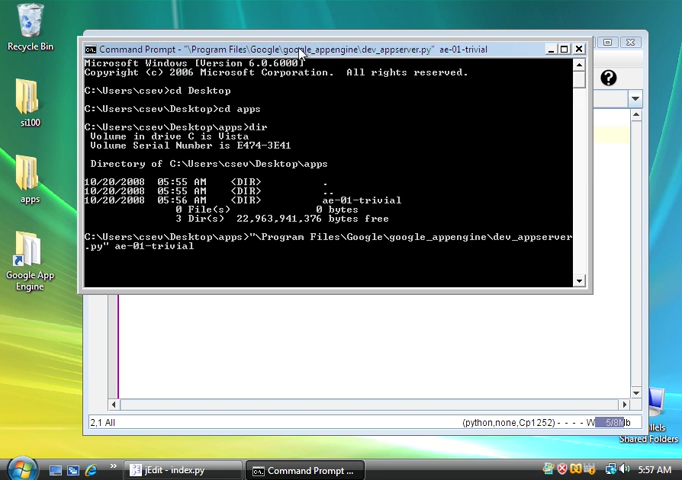 Recycle Bin
si100
apps
Google App
Engine
Command Prompt - "\Program Files\Google\google_appengine\dev_appserver.py" ae-01-trivial
Microsoft Windows [Version 6.0.6000]
Copyright (c) 2006 Microsoft Corporation. All rights reserved.
C:\Users\csev>cd Desktop
C:\Users\csev\Desktop>cd apps
C:\Users\csev\Desktop\apps>dir
Volume in drive C is Vista
Volume Serial Number is E474-3E41
Directory of C:\Users\csev\Desktop\apps
10/20/2008 05:55 AM <DIR> .
10/20/2008 05:55 AM <DIR> ..
10/20/2008 05:56 AM <DIR> ae-01-trivial
0 File(s) 0 bytes
3 Dir(s) 22,963,941,376 bytes free
C:\Users\csev\Desktop\apps>"\Program Files\Google\google_appengine\dev_appserver
.py" ae-01-trivial
2,1 All
(python,none,Cp1252) - - - - W 5/8Mb
Shared Folders
jEdit - index.py
Command Prompt ...
5:57 AM